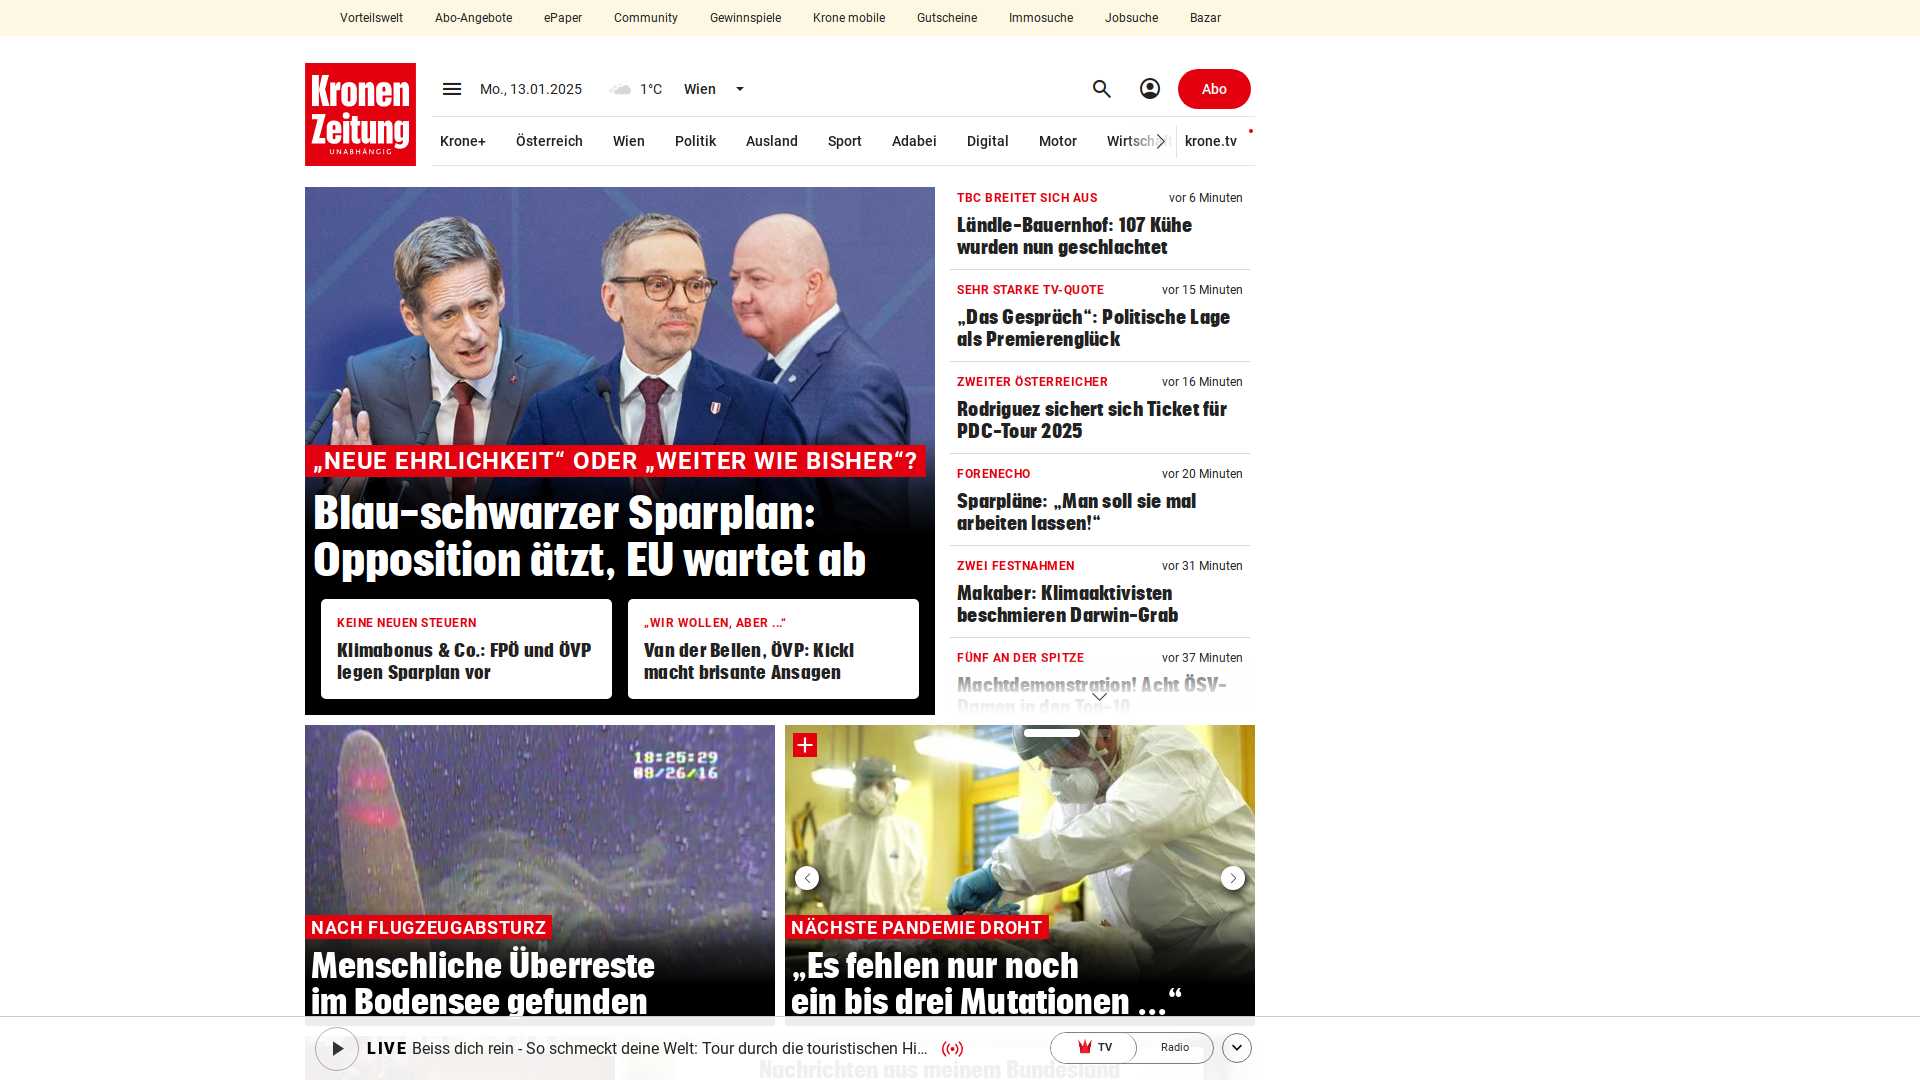 Vorteilswelt Abo-Angebote ePaper Community Gewinnspiele Krone mobile Gutscheine Immosuche Jobsuche Bazar
Kronen
Zeitung
UNABHÄNGIG
Mo., 13.01.2025 1°C Wien Abo
Krone+ Österreich Wien Politik Ausland Sport Adabei Digital Motor Wirtschaft krone.tv
„NEUE EHRLICHKEIT“ ODER „WEITER WIE BISHER“?
Blau-schwarzer Sparplan:
Opposition ätzt, EU wartet ab
KEINE NEUEN STEUERN
Klimabonus & Co.: FPÖ und ÖVP
legen Sparplan vor
„WIR WOLLEN, ABER ...“
Van der Bellen, ÖVP: Kickl
macht brisante Ansagen
TBC BREITET SICH AUS vor 6 Minuten
Ländle-Bauernhof: 107 Kühe
wurden nun geschlachtet
SEHR STARKE TV-QUOTE vor 15 Minuten
„Das Gespräch“: Politische Lage
als Premierenglück
ZWEITER ÖSTERREICHER vor 16 Minuten
Rodriguez sichert sich Ticket für
PDC-Tour 2025
FORENECHO vor 20 Minuten
Sparpläne: „Man soll sie mal
arbeiten lassen!“
ZWEI FESTNAHMEN vor 31 Minuten
Makaber: Klimaaktivisten
beschmieren Darwin-Grab
FÜNF AN DER SPITZE vor 37 Minuten
Machtdemonstration! Acht ÖSV-
Damen in den Top-10
18:25:29
08/26/16
NACH FLUGZEUGABSTURZ
Menschliche Überreste
im Bodensee gefunden
NÄCHSTE PANDEMIE DROHT
„Es fehlen nur noch
ein bis drei Mutationen ...“
LIVE Beiss dich rein - So schmeckt deine Welt: Tour durch die touristischen Hi... TV Radio
Nachrichten aus meinem Bundesland